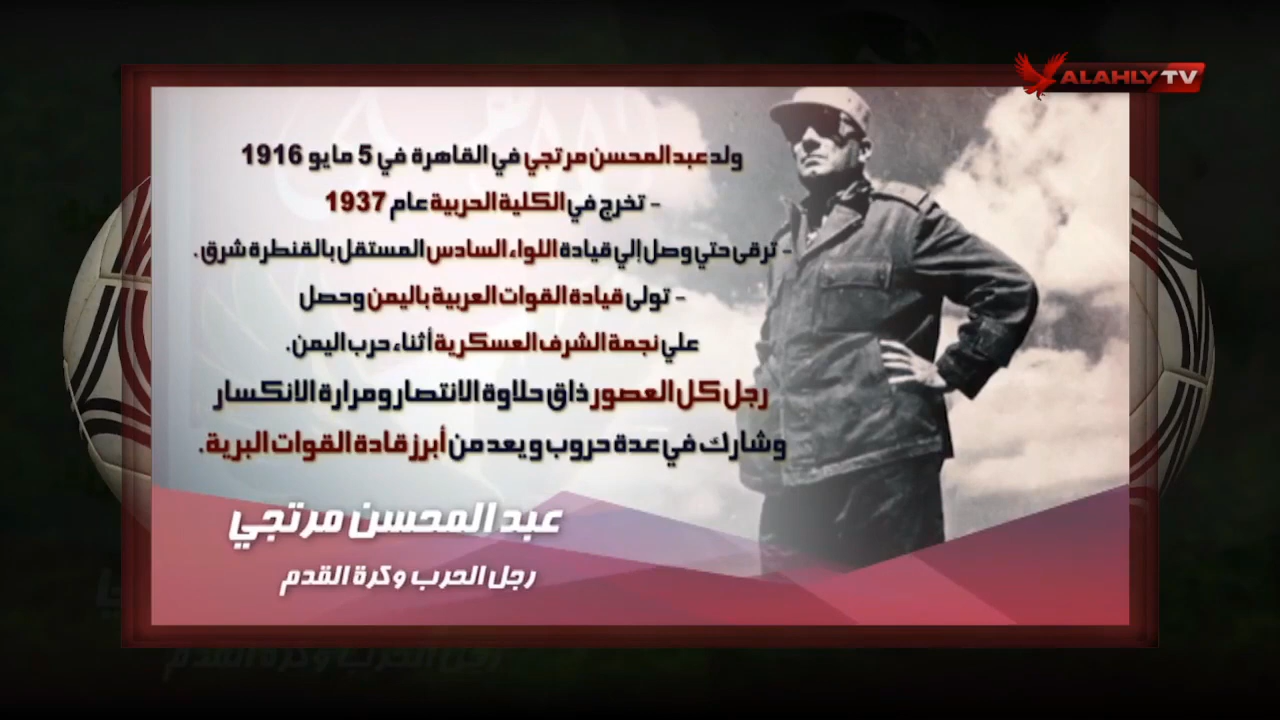 ALAHLY TV
ولد عبد المحسن مرتجي في القاهرة في 5 مايو 1916
- تخرج في الكلية الحربية عام 1937
- ترقى حتي وصل إلي قيادة اللواء السادس المستقل بالقنطرة شرق.
- تولى قيادة القوات العربية باليمن وحصل
علي نجمة الشرف العسكرية أثناء حرب اليمن.
رجل كل العصور ذاق حلاوة الانتصار ومرارة الانكسار
وشارك في عدة حروب ويعد من أبرز قادة القوات البرية.
عبد المحسن مرتجي
رجل الحرب وكرة القدم